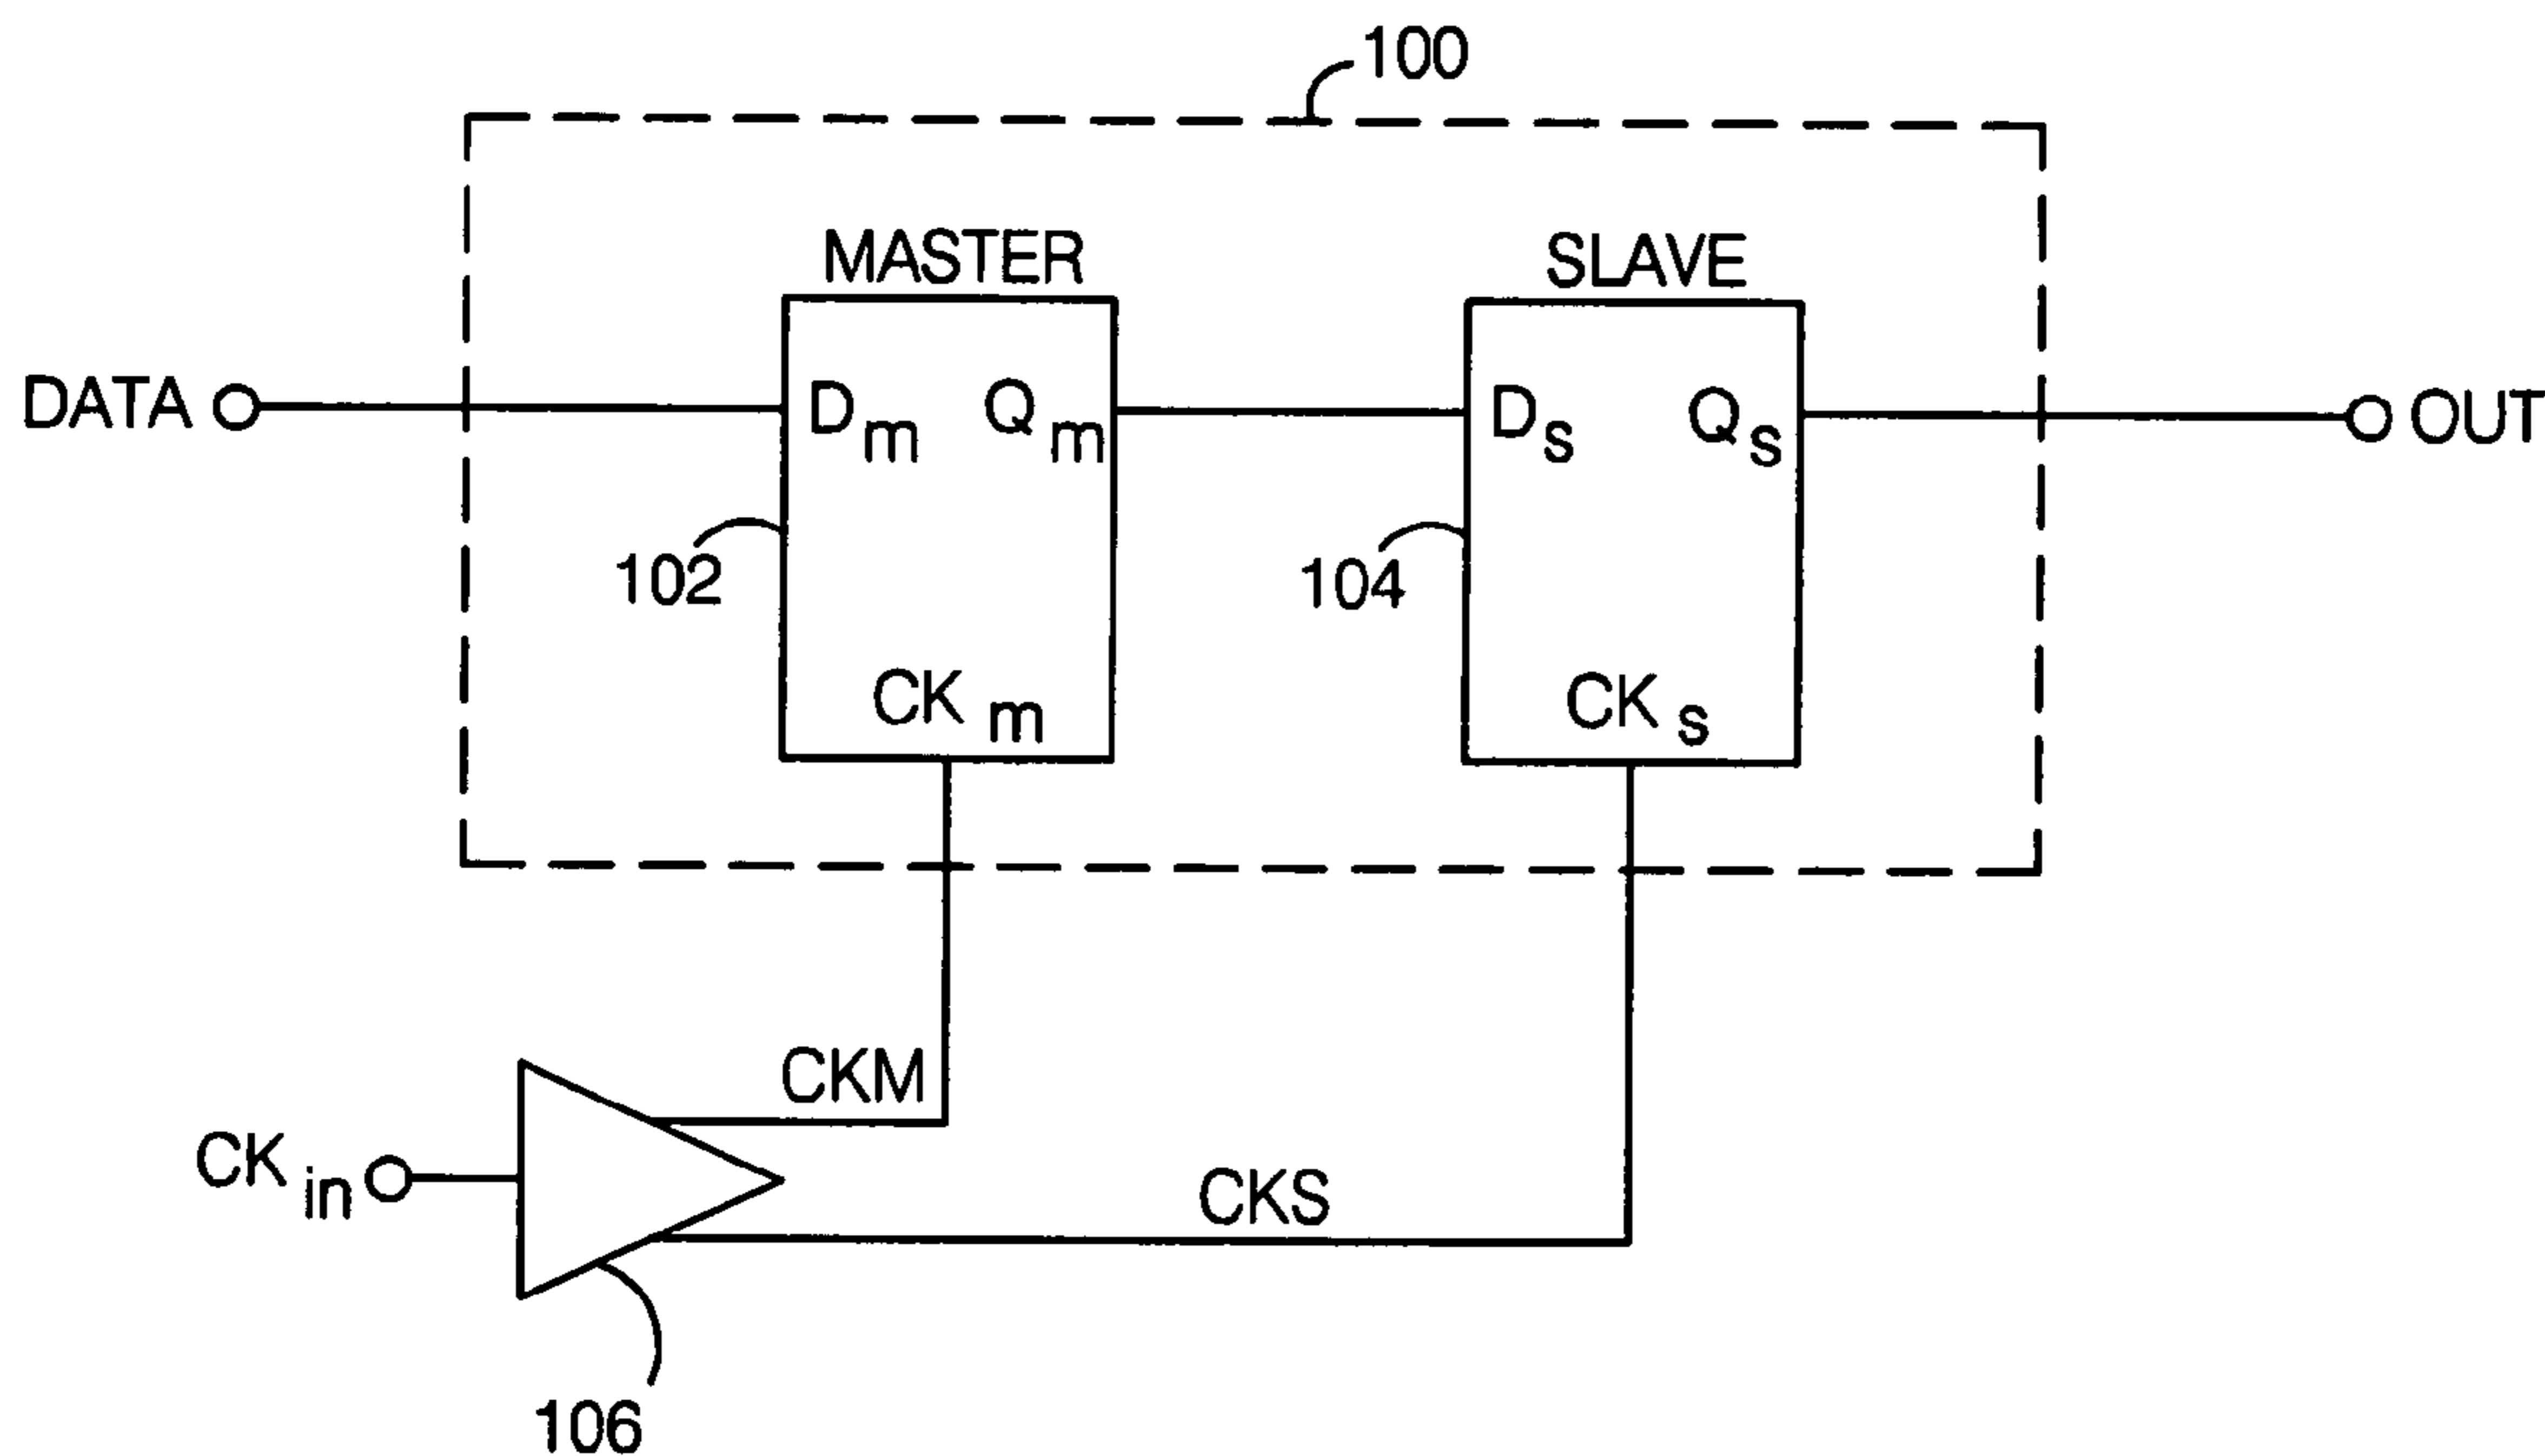 100
MASTER
SLAVE
DATA
Dm
Qm
Ds
Qs
OUT
102
104
CKm
CKs
CKM
CKin
CKS
106